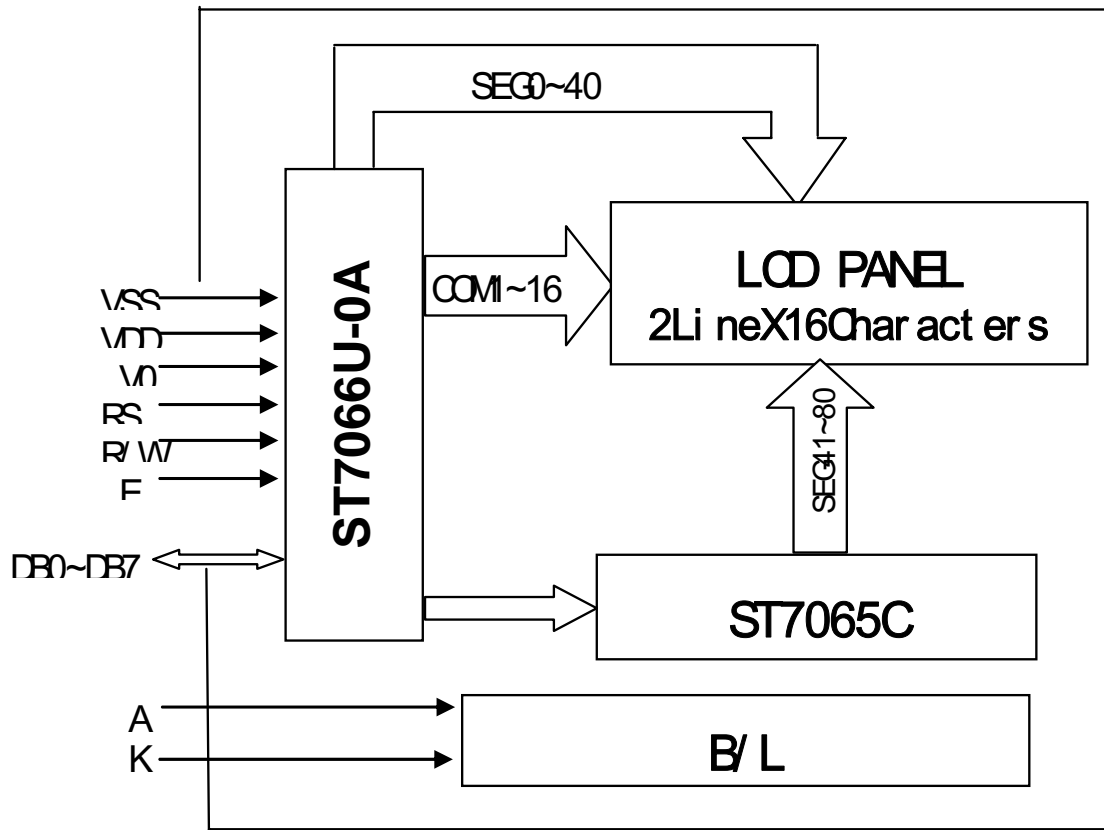 SEG0~40
LCD PANEL
2LineX16Characters
COM1~16
ST7066U-0A
VSS
VDD
V0
RS
R/W
E
SEG41~80
DB0~DB7
ST7065C
A
K
B/L